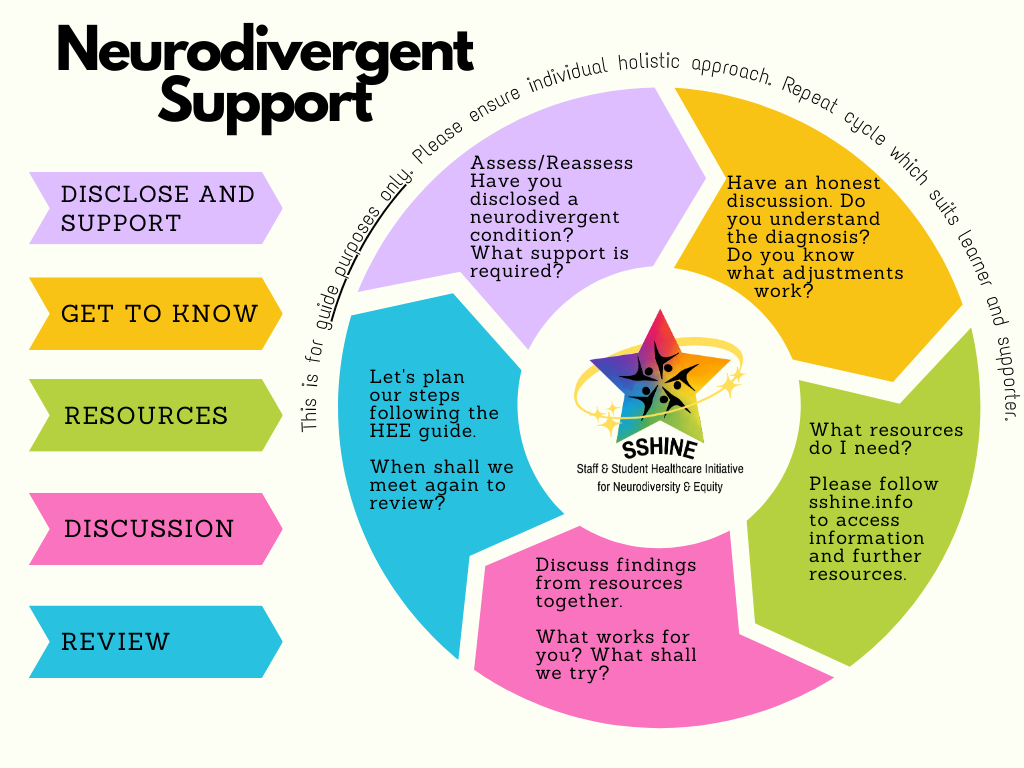 Neurodivergent
Support
This is for guide purposes only. Please ensure individual holistic approach. Repeat cycle which suits learner and supporter.
DISCLOSE AND
SUPPORT
GET TO KNOW
RESOURCES
DISCUSSION
REVIEW
Assess/Reassess
Have you
disclosed a
neurodivergent
condition?
What support is
required?
Have an honest
discussion. Do
you understand
the diagnosis?
Do you know
what adjustments
work?
What resources
do I need?
Please follow
sshine.info
to access
information
and further
resources.
Discuss findings
from resources
together.
What works for
you? What shall
we try?
Let's plan
our steps
following the
HEE guide.
When shall we
meet again to
review?
SSHINE
Staff & Student Healthcare Initiative
for Neurodiversity & Equity